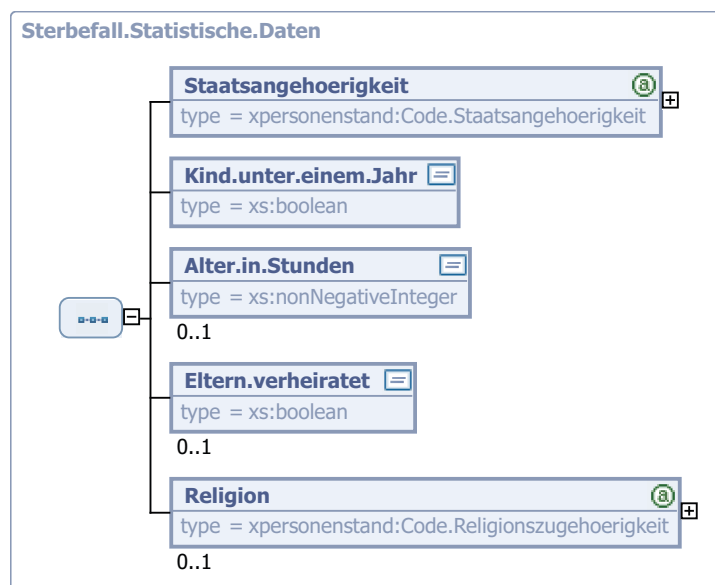 Sterbefall.Statistische.Daten
Staatsangehoerigkeit
type = xpersonenstand:Code.Staatsangehoerigkeit
Kind.unter.einem.Jahr
type = xs:boolean
Alter.in.Stunden
type = xs:nonNegativeInteger
0..1
Eltern.verheiratet
type = xs:boolean
0..1
Religion
type = xpersonenstand:Code.Religionszugehoerigkeit
0..1